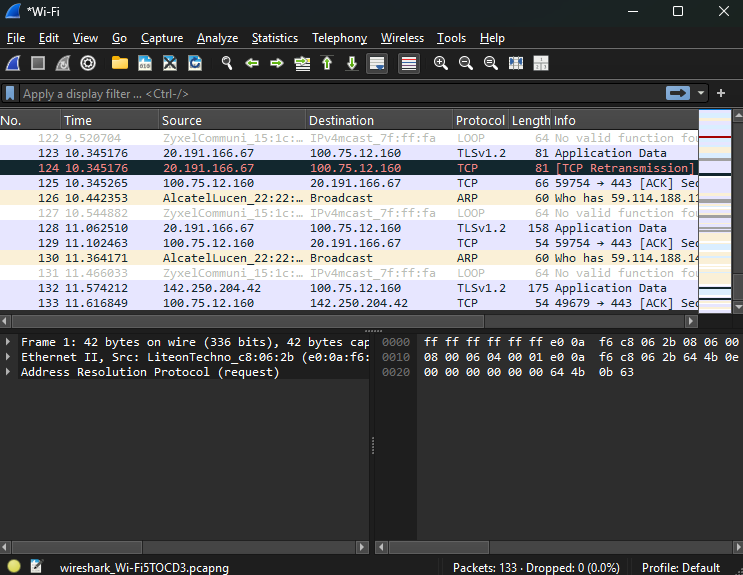 *Wi-Fi
File Edit View Go Capture Analyze Statistics Telephony Wireless Tools Help
Apply a display filter ... <Ctrl-/>
No. Time Source Destination Protocol Length Info
122 9.520704 ZyxelCommuni_15:1c:… IPv4mcast_7f:ff:fa LOOP 64 No valid function fou
123 10.345176 20.191.166.67 100.75.12.160 TLSv1.2 81 Application Data
124 10.345176 20.191.166.67 100.75.12.160 TCP 81 [TCP Retransmission]
125 10.345265 100.75.12.160 20.191.166.67 TCP 66 59754 → 443 [ACK] Sec
126 10.442353 AlcatelLucen_22:22:… Broadcast ARP 60 Who has 59.114.188.11
127 10.544882 ZyxelCommuni_15:1c:… IPv4mcast_7f:ff:fa LOOP 64 No valid function fou
128 11.062510 20.191.166.67 100.75.12.160 TLSv1.2 158 Application Data
129 11.102463 100.75.12.160 20.191.166.67 TCP 54 59754 → 443 [ACK] Sec
130 11.364171 AlcatelLucen_22:22:… Broadcast ARP 60 Who has 59.114.188.14
131 11.466033 ZyxelCommuni_15:1c:… IPv4mcast_7f:ff:fa LOOP 64 No valid function fou
132 11.574212 142.250.204.42 100.75.12.160 TLSv1.2 175 Application Data
133 11.616849 100.75.12.160 142.250.204.42 TCP 54 49679 → 443 [ACK] Sec
Frame 1: 42 bytes on wire (336 bits), 42 bytes cap
Ethernet II, Src: LiteonTechno_c8:06:2b (e0:0a:f6:
Address Resolution Protocol (request)
0000 ff ff ff ff ff ff e0 0a f6 c8 06 2b 08 06 00
0010 08 00 06 04 00 01 e0 0a f6 c8 06 2b 64 4b 0e
0020 00 00 00 00 00 00 64 4b 0b 63
wireshark_Wi-Fi5TOCD3.pcapng
Packets: 133 · Dropped: 0 (0.0%)
Profile: Default